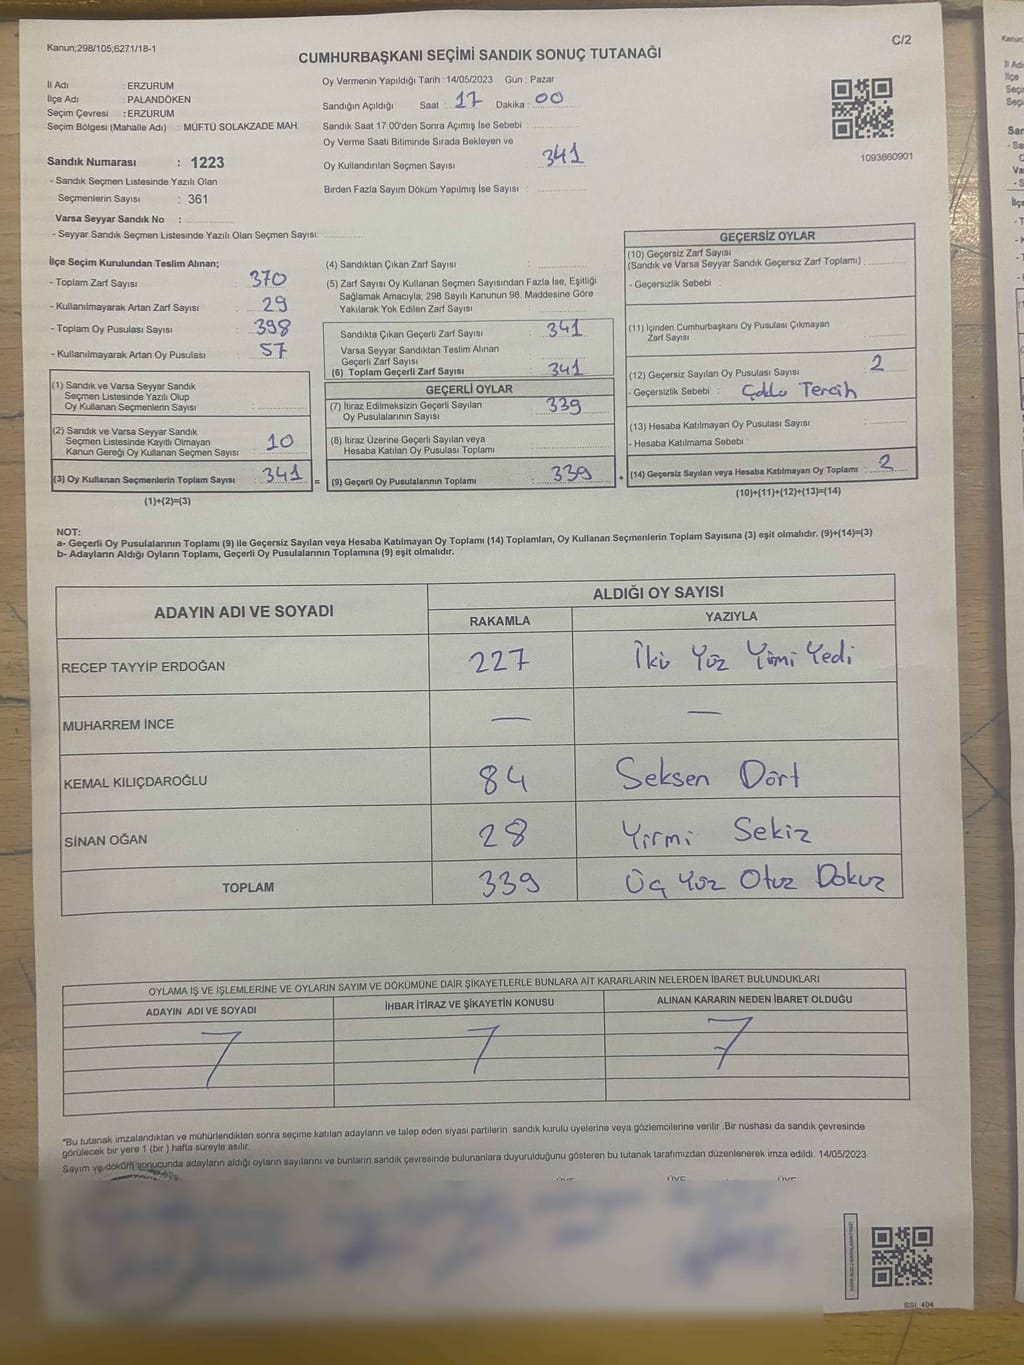 Kanun;298/105;6271/18-1
C/2
CUMHURBAŞKANI SEÇİMİ SANDIK SONUÇ TUTANAĞI
İl Adı : ERZURUM
İlçe Adı : PALANDÖKEN
Seçim Çevresi : ERZURUM
Seçim Bölgesi (Mahalle Adı) : MÜFTÜ SOLAKZADE MAH.
Sandık Numarası : 1223
- Sandık Seçmen Listesinde Yazılı Olan
Seçmenlerin Sayısı : 361
Varsa Seyyar Sandık No :
- Seyyar Sandık Seçmen Listesinde Yazılı Olan Seçmen Sayısı:
Oy Vermenin Yapıldığı Tarih : 14/05/2023 Gün : Pazar
Sandığın Açıldığı Saat : 17 Dakika : 00
Sandık Saat 17:00'den Sonra Açımış İse Sebebi :
Oy Verme Saati Bitiminde Sırada Bekleyen ve
Oy Kullandırılan Seçmen Sayısı : 341
Birden Fazla Sayım Döküm Yapılmış İse Sayısı :
1093860901
İlçe Seçim Kurulundan Teslim Alınan;
- Toplam Zarf Sayısı : 370
- Kullanılmayarak Artan Zarf Sayısı : 29
- Toplam Oy Pusulası Sayısı : 398
- Kullanılmayarak Artan Oy Pusulası : 57
(1) Sandık ve Varsa Seyyar Sandık
Seçmen Listesinde Yazılı Olup
Oy Kullanan Seçmenlerin Sayısı :
(2) Sandık ve Varsa Seyyar Sandık
Seçmen Listesinde Kayıtlı Olmayan
Kanun Gereği Oy Kullanan Seçmen Sayısı : 10
(3) Oy Kullanan Seçmenlerin Toplam Sayısı : 341
(1)+(2)=(3)
=
(4) Sandıktan Çıkan Zarf Sayısı :
(5) Zarf Sayısı Oy Kullanan Seçmen Sayısından Fazla İse, Eşitliği
Sağlamak Amacıyla, 298 Sayılı Kanunun 98. Maddesine Göre
Yakılarak Yok Edilen Zarf Sayısı :
Sandıkta Çıkan Geçerli Zarf Sayısı : 341
Varsa Seyyar Sandıktan Teslim Alınan
Geçerli Zarf Sayısı :
(6) Toplam Geçerli Zarf Sayısı : 341
GEÇERLİ OYLAR
(7) İtiraz Edilmeksizin Geçerli Sayılan
Oy Pusulalarının Sayısı : 339
(8) İtiraz Üzerine Geçerli Sayılan veya
Hesaba Katılan Oy Pusulası Toplamı :
(9) Geçerli Oy Pusulalarının Toplamı : 339
+
GEÇERSİZ OYLAR
(10) Geçersiz Zarf Sayısı
(Sandık ve Varsa Seyyar Sandık Geçersiz Zarf Toplamı) :
- Geçersizlik Sebebi :
(11) İçinden Cumhurbaşkanı Oy Pusulası Çıkmayan
Zarf Sayısı :
(12) Geçersiz Sayılan Oy Pusulası Sayısı : 2
- Geçersizlik Sebebi : Çoklu Tercih
(13) Hesaba Katılmayan Oy Pusulası Sayısı :
- Hesaba Katılmama Sebebi :
(14) Geçersiz Sayılan veya Hesaba Katılmayan Oy Toplamı : 2
(10)+(11)+(12)+(13)=(14)
NOT:
a- Geçerli Oy Pusulalarının Toplamı (9) ile Geçersiz Sayılan veya Hesaba Katılmayan Oy Toplamı (14) Toplamları, Oy Kullanan Seçmenlerin Toplam Sayısına (3) eşit olmalıdır. (9)+(14)=(3)
b- Adayların Aldığı Oyların Toplamı, Geçerli Oy Pusulalarının Toplamına (9) eşit olmalıdır.
ADAYIN ADI VE SOYADI
ALDIĞI OY SAYISI
RAKAMLA YAZIYLA
RECEP TAYYİP ERDOĞAN 227 İki Yüz Yirmi Yedi
MUHARREM İNCE — —
KEMAL KILIÇDAROĞLU 84 Seksen Dört
SİNAN OĞAN 28 Yirmi Sekiz
TOPLAM 339 Üç Yüz Otuz Dokuz
OYLAMA İŞ VE İŞLEMLERİNE VE OYLARIN SAYIM VE DÖKÜMÜNE DAİR ŞİKAYETLERLE BUNLARA AİT KARARLARIN NELERDEN İBARET BULUNDUKLARI
ADAYIN ADI VE SOYADI İHBAR İTİRAZ VE ŞİKAYETİN KONUSU ALINAN KARARIN NEDEN İBARET OLDUĞU
*Bu tutanak imzalandıktan ve mühürlendikten sonra seçime katılan adayların ve talep eden siyasi partilerin sandık kurulu üyelerine veya gözlemcilerine verilir .Bir nüshası da sandık çevresinde
görülecek bir yere 1 (bir ) hafta süreyle asılır.
Sayım ve döküm sonucunda adayların aldığı oyların sayılarını ve bunların sandık çevresinde bulunanlara duyurulduğunu gösteren bu tutanak tarafımızdan düzenlenerek imza edildi. 14/05/2023
SSI_404